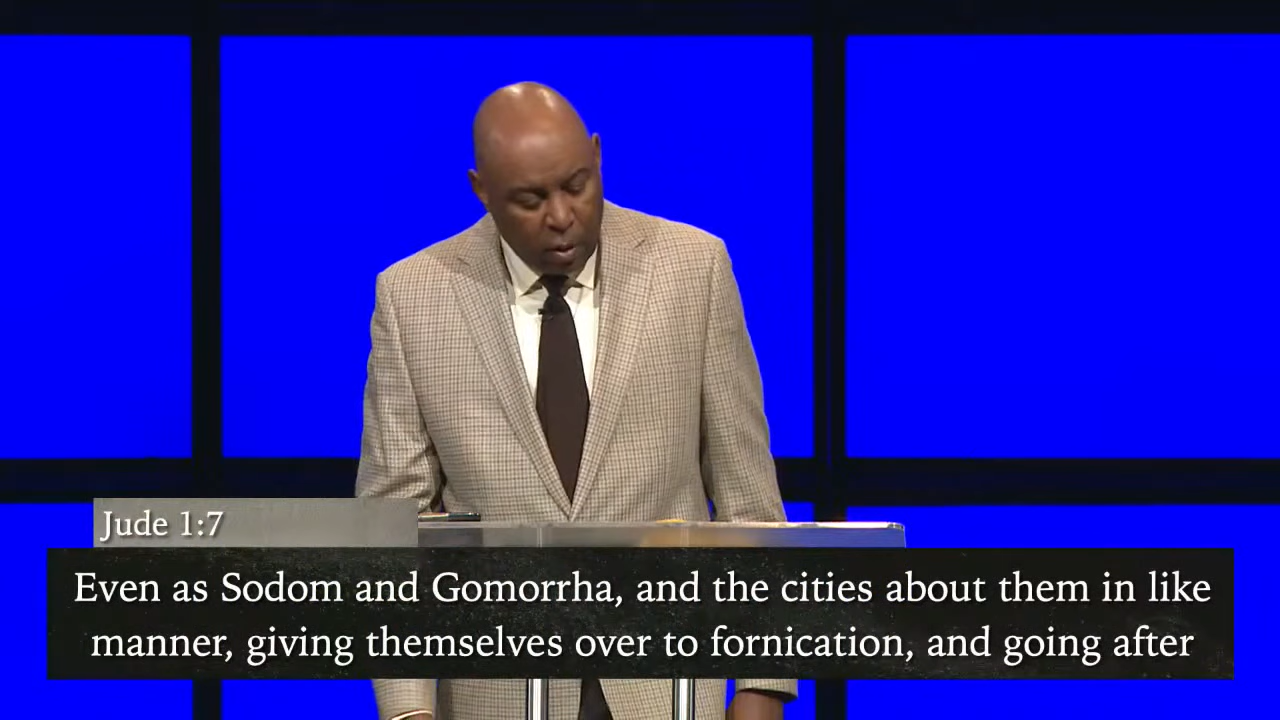 Jude 1:7
Even as Sodom and Gomorrha, and the cities about them in like
manner, giving themselves over to fornication, and going after